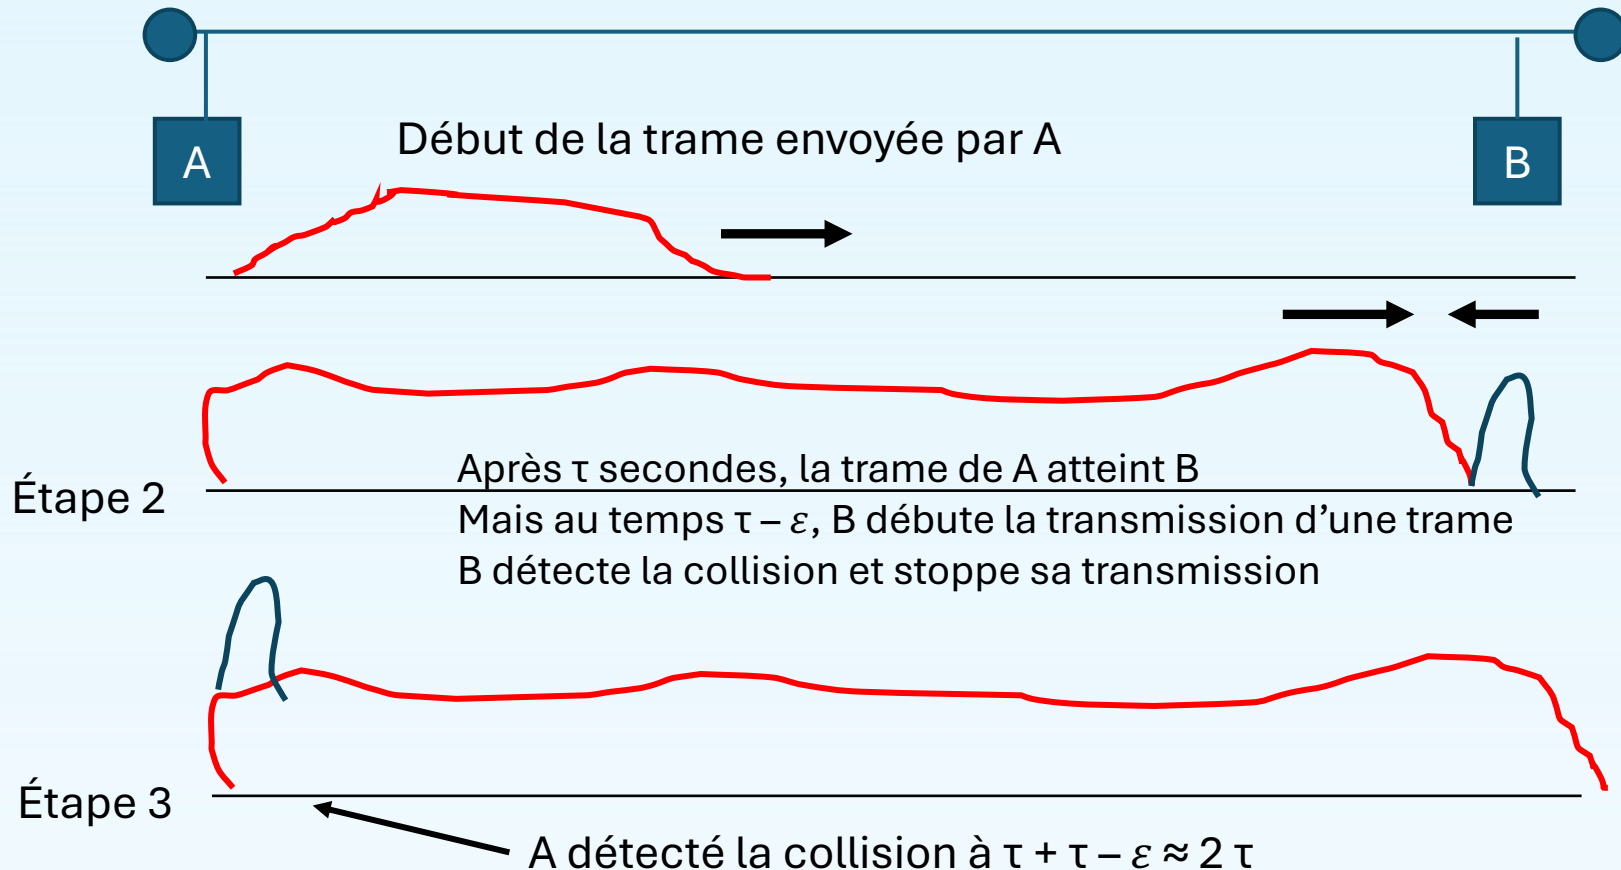 A
B
Début de la trame envoyée par A
Étape 2
Après τ secondes, la trame de A atteint B
Mais au temps τ – 𝜀, B débute la transmission d’une trame
B détecte la collision et stoppe sa transmission
Étape 3
A détecté la collision à τ + τ – 𝜀 ≈ 2 τ